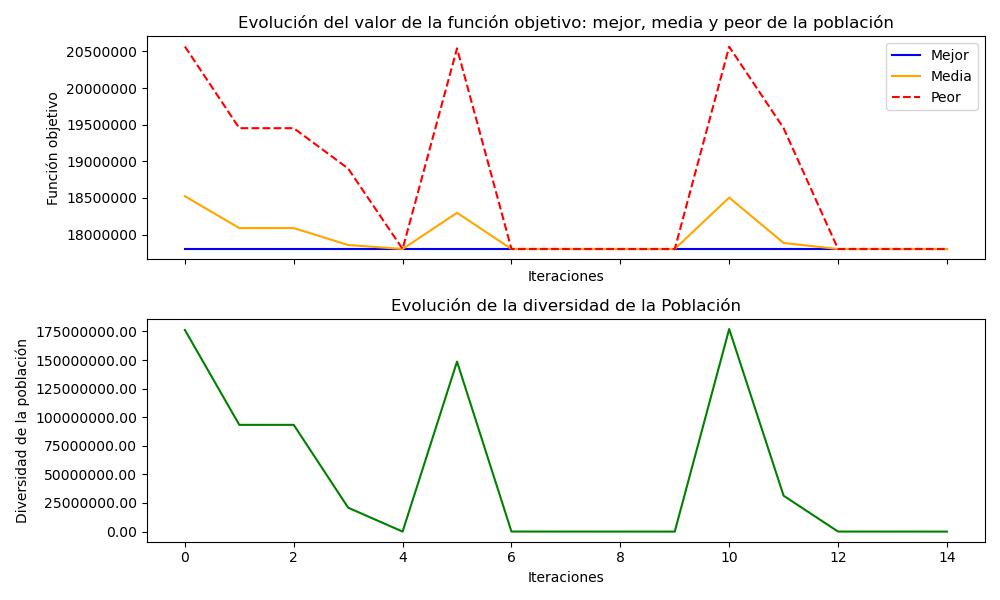 Evolución del valor de la función objetivo: mejor, media y peor de la población
Función objetivo
20500000
20000000
19500000
19000000
18500000
18000000
Mejor
Media
Peor
Iteraciones
Evolución de la diversidad de la Población
Diversidad de la población
175000000.00
150000000.00
125000000.00
100000000.00
75000000.00
50000000.00
25000000.00
0.00
0 2 4 6 8 10 12 14
Iteraciones